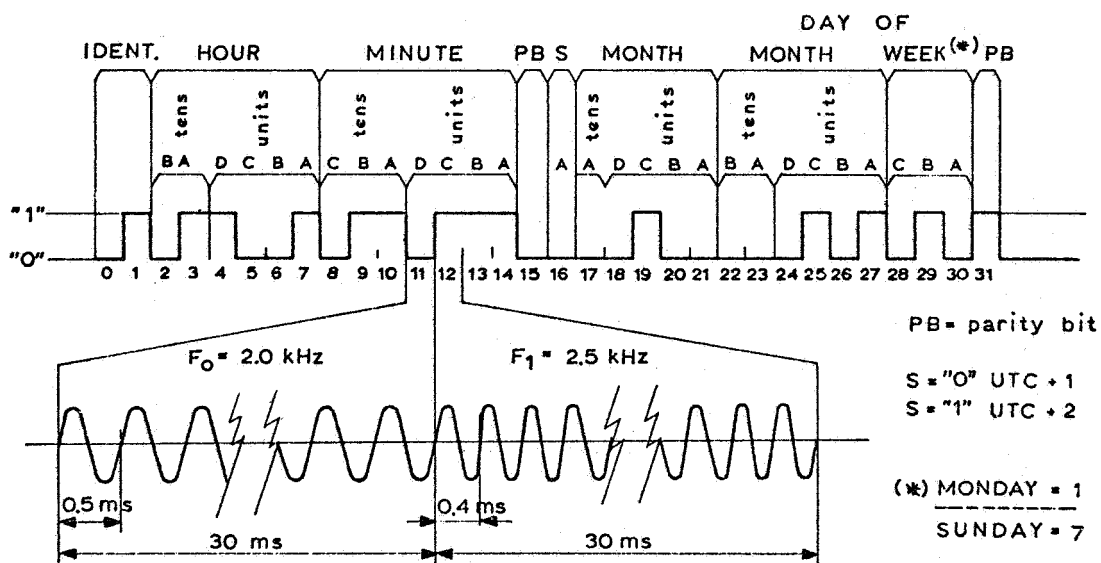 DAY OF
IDENT. HOUR MINUTE PB S MONTH MONTH WEEK (*) PB
tens units tens units tens units tens units
B A D C B A C B A D C B A A A D C B A B A D C B A C B A
"1"
"0"
0 1 2 3 4 5 6 7 8 9 10 11 12 13 14 15 16 17 18 19 20 21 22 23 24 25 26 27 28 29 30 31
PB = parity bit
F0 = 2.0 kHz F1 = 2.5 kHz
S = "0" UTC + 1
S = "1" UTC + 2
(*) MONDAY = 1
SUNDAY = 7
0.5 ms 0.4 ms
30 ms 30 ms